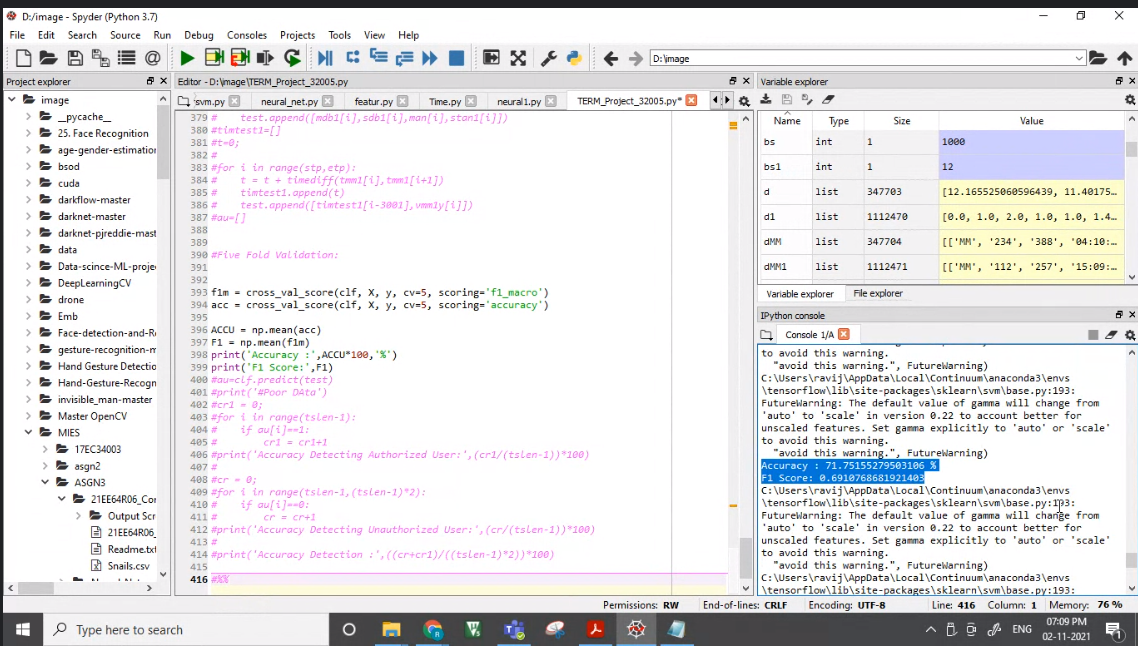 D:/image - Spyder (Python 3.7)
File Edit Search Source Run Debug Consoles Projects Tools View Help
D:\image
Project explorer
image
__pycache__
25. Face Recognition
age-gender-estimation
bsod
cuda
darkflow-master
darknet-master
darknet-pjreddie-mast
data
Data-scince-ML-proje
DeepLearningCV
drone
Emb
Face-detection-and-R
gesture-recognition-m
Hand Gesture Detectio
Hand-Gesture-Recogn
invisible_man-master
Master OpenCV
MIES
17EC34003
asgn2
ASGN3
21EE64R06_Cor
Output Scr
21EE64R06_
Readme.txt
Snails.csv
Editor - D:\image\TERM_Project_32005.py
svm.py neural_net.py featur.py Time.py neural1.py TERM_Project_32005.py*
379 #    test.append([mdb1[i],sdb1[i],man[i],stan1[i]])
380 #timtest1=[]
381 #t=0;
382 #
383 #for i in range(stp,etp):
384 #    t = t + timediff(tmm1[i],tmm1[i+1])
385 #    timtest1.append(t)
386 #    test.append([timtest1[i-3001],vmm1y[i]])
387 #au=[]
388
389
390 #Five Fold Validation:
391
392
393 f1m = cross_val_score(clf, X, y, cv=5, scoring='f1_macro')
394 acc = cross_val_score(clf, X, y, cv=5, scoring='accuracy')
395
396 ACCU = np.mean(acc)
397 F1 = np.mean(f1m)
398 print('Accuracy :',ACCU*100,'%')
399 print('F1 Score:',F1)
400 #au=clf.predict(test)
401 #print('#Poor DAta')
402 #cr1 = 0;
403 #for i in range(tslen-1):
404 #    if au[i]==1:
405 #        cr1 = cr1+1
406 #print('Accuracy Detecting Authorized User:',(cr1/(tslen-1))*100)
407 #
408 #cr = 0;
409 #for i in range(tslen-1,(tslen-1)*2):
410 #    if au[i]==0:
411 #        cr = cr+1
412 #print('Accuracy Detecting Unauthorized User:',(cr/(tslen-1))*100)
413 #
414 #print('Accuracy Detection :',((cr+cr1)/((tslen-1)*2))*100)
415
416 #%%
Variable explorer
Name Type Size Value
bs int 1 1000
bs1 int 1 12
d list 347703 [12.165525060596439, 11.40175…
d1 list 1112470 [0.0, 1.0, 2.0, 1.0, 1.0, 1.4…
dMM list 347704 [['MM', '234', '388', '04:10:…
dMM1 list 1112471 [['MM', '112', '257', '15:09:…
Variable explorer File explorer
IPython console
Console 1/A
to avoid this warning.
"avoid this warning.", FutureWarning)
C:\Users\ravij\AppData\Local\Continuum\anaconda3\envs
\tensorflow\lib\site-packages\sklearn\svm\base.py:193:
FutureWarning: The default value of gamma will change from
'auto' to 'scale' in version 0.22 to account better for
unscaled features. Set gamma explicitly to 'auto' or 'scale'
to avoid this warning.
"avoid this warning.", FutureWarning)
Accuracy : 71.75155279503106 %
F1 Score: 0.6910768681921403
C:\Users\ravij\AppData\Local\Continuum\anaconda3\envs
\tensorflow\lib\site-packages\sklearn\svm\base.py:193:
FutureWarning: The default value of gamma will change from
'auto' to 'scale' in version 0.22 to account better for
unscaled features. Set gamma explicitly to 'auto' or 'scale'
to avoid this warning.
"avoid this warning.", FutureWarning)
C:\Users\ravij\AppData\Local\Continuum\anaconda3\envs
\tensorflow\lib\site-packages\sklearn\svm\base.py:193:
Permissions: RW End-of-lines: CRLF Encoding: UTF-8 Line: 416 Column: 1 Memory: 76 %
Type here to search
ENG
07:09 PM
02-11-2021
1